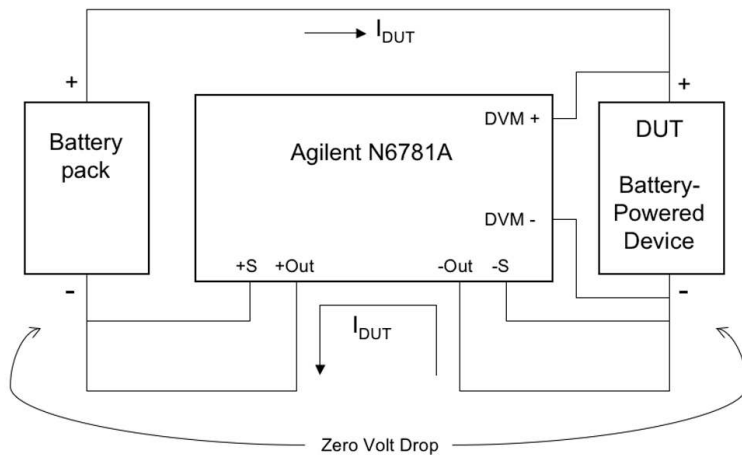 I_DUT
+
+
Battery
pack
Agilent N6781A
DVM +
DVM -
DUT
Battery-
Powered
Device
+S +Out -Out -S
-
-
I_DUT
Zero Volt Drop